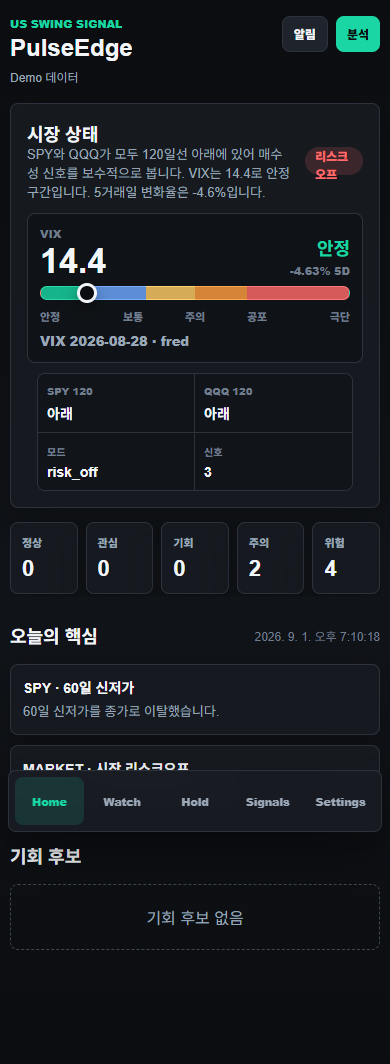 US SWING SIGNAL
PulseEdge
Demo 데이터
알림
분석
시장 상태
SPY와 QQQ가 모두 120일선 아래에 있어 매수
성 신호를 보수적으로 봅니다. VIX는 14.4로 안정
구간입니다. 5거래일 변화율은 -4.6%입니다.
리스크
오프
VIX
14.4
안정
-4.63% 5D
안정 보통 주의 공포 극단
VIX 2026-08-28 · fred
SPY 120
아래
QQQ 120
아래
모드
risk_off
신호
3
정상
0
관심
0
기회
0
주의
2
위험
4
오늘의 핵심
2026. 9. 1. 오후 7:10:18
SPY · 60일 신저가
60일 신저가를 종가로 이탈했습니다.
MARKET · 시장 리스크오프
Home Watch Hold Signals Settings
기회 후보
기회 후보 없음